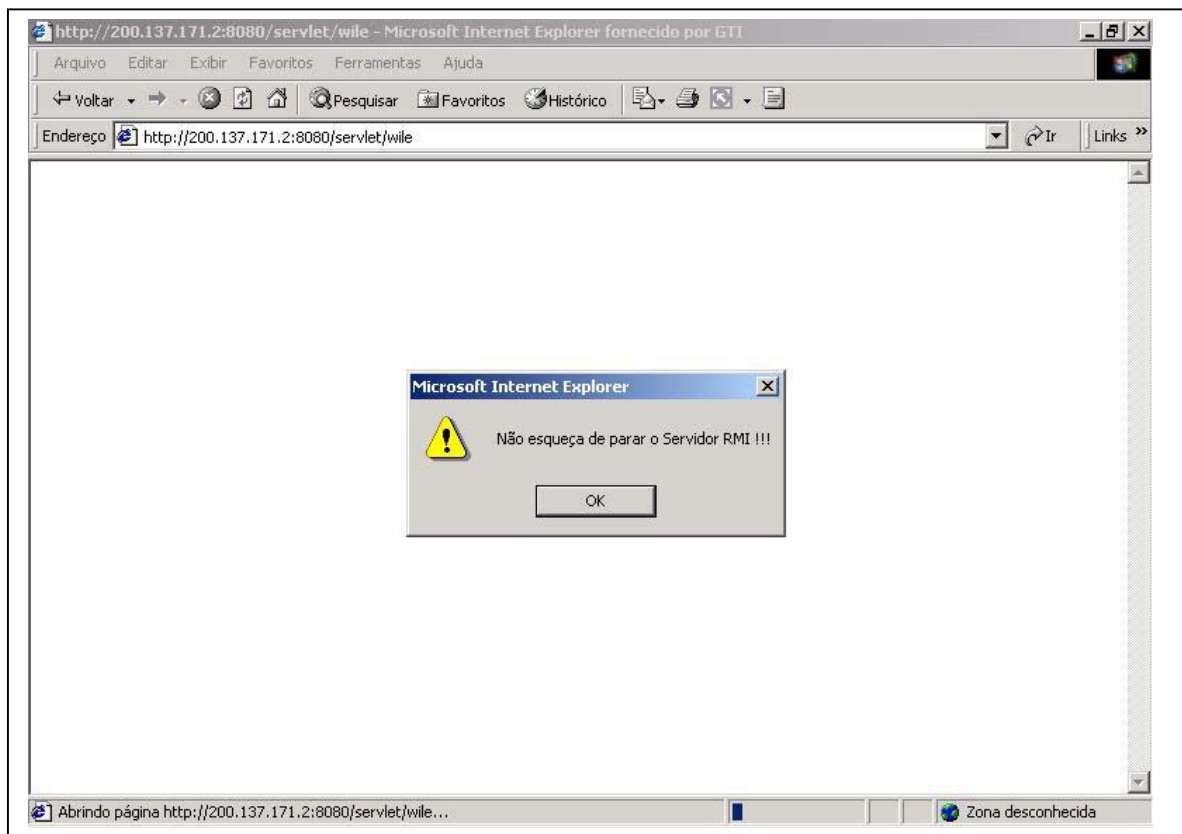 http://200.137.171.2:8080/servlet/wile - Microsoft Internet Explorer fornecido por GTI
Arquivo Editar Exibir Favoritos Ferramentas Ajuda
Voltar Pesquisar Favoritos Histórico
Endereço http://200.137.171.2:8080/servlet/wile Ir Links »
Microsoft Internet Explorer
Não esqueça de parar o Servidor RMI !!!
OK
Abrindo página http://200.137.171.2:8080/servlet/wile... Zona desconhecida